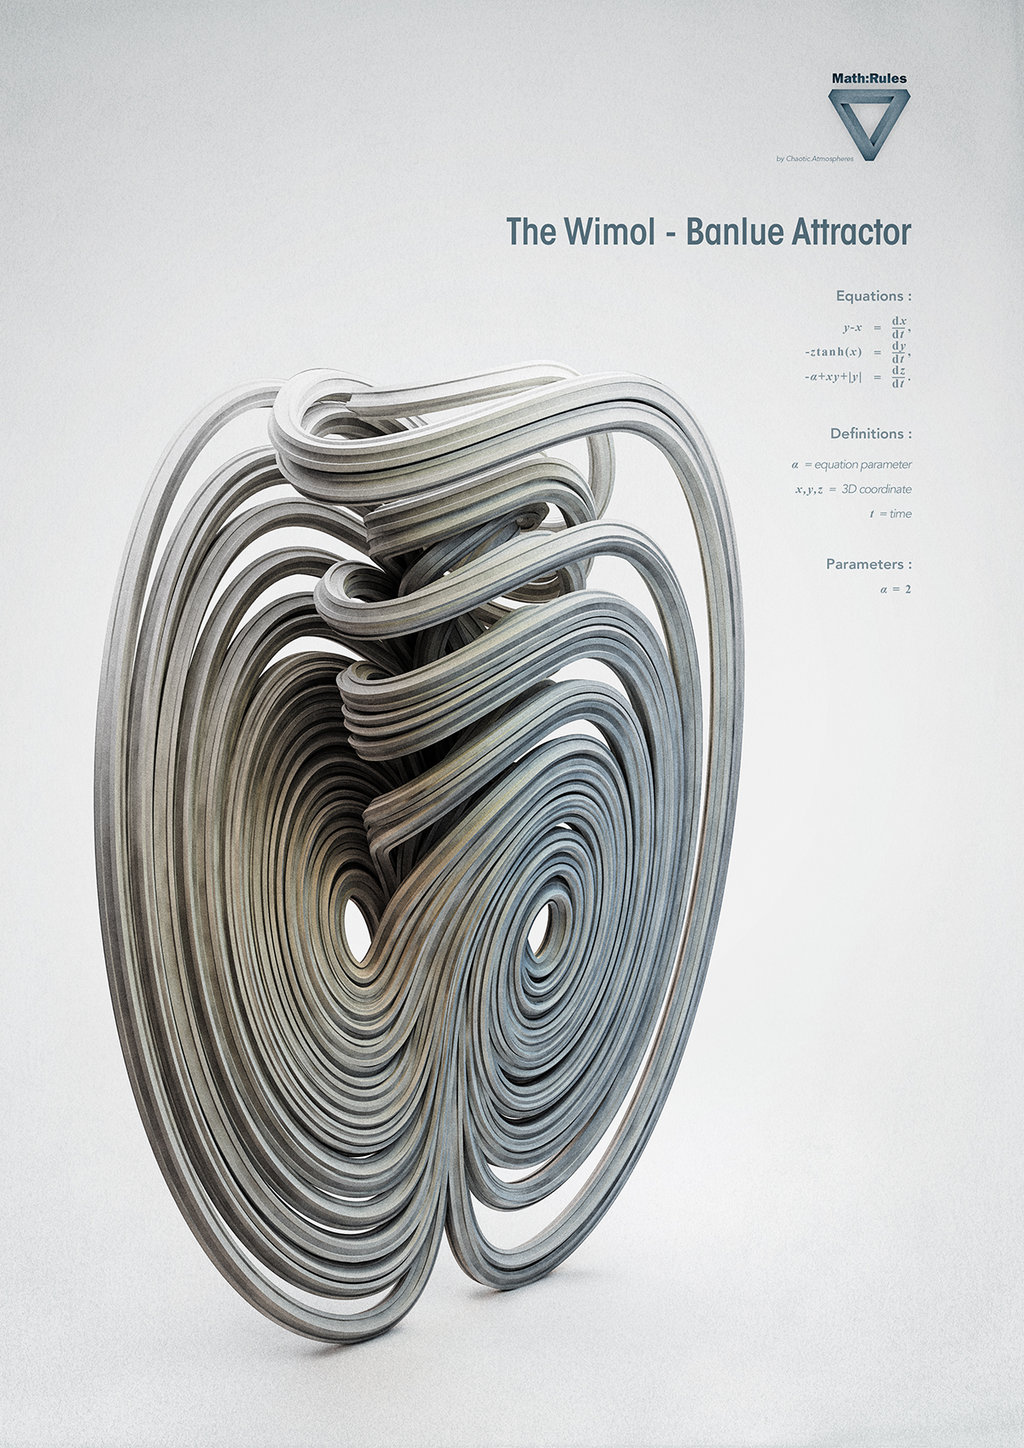 Math:Rules
by Chaotic Atmospheres
The Wimol - Banlue Attractor
Equations :
y-x = dx/dt,
-ztanh(x) = dy/dt,
-α+xy+|y| = dz/dt.
Definitions :
α = equation parameter
x,y,z = 3D coordinate
t = time
Parameters :
α = 2